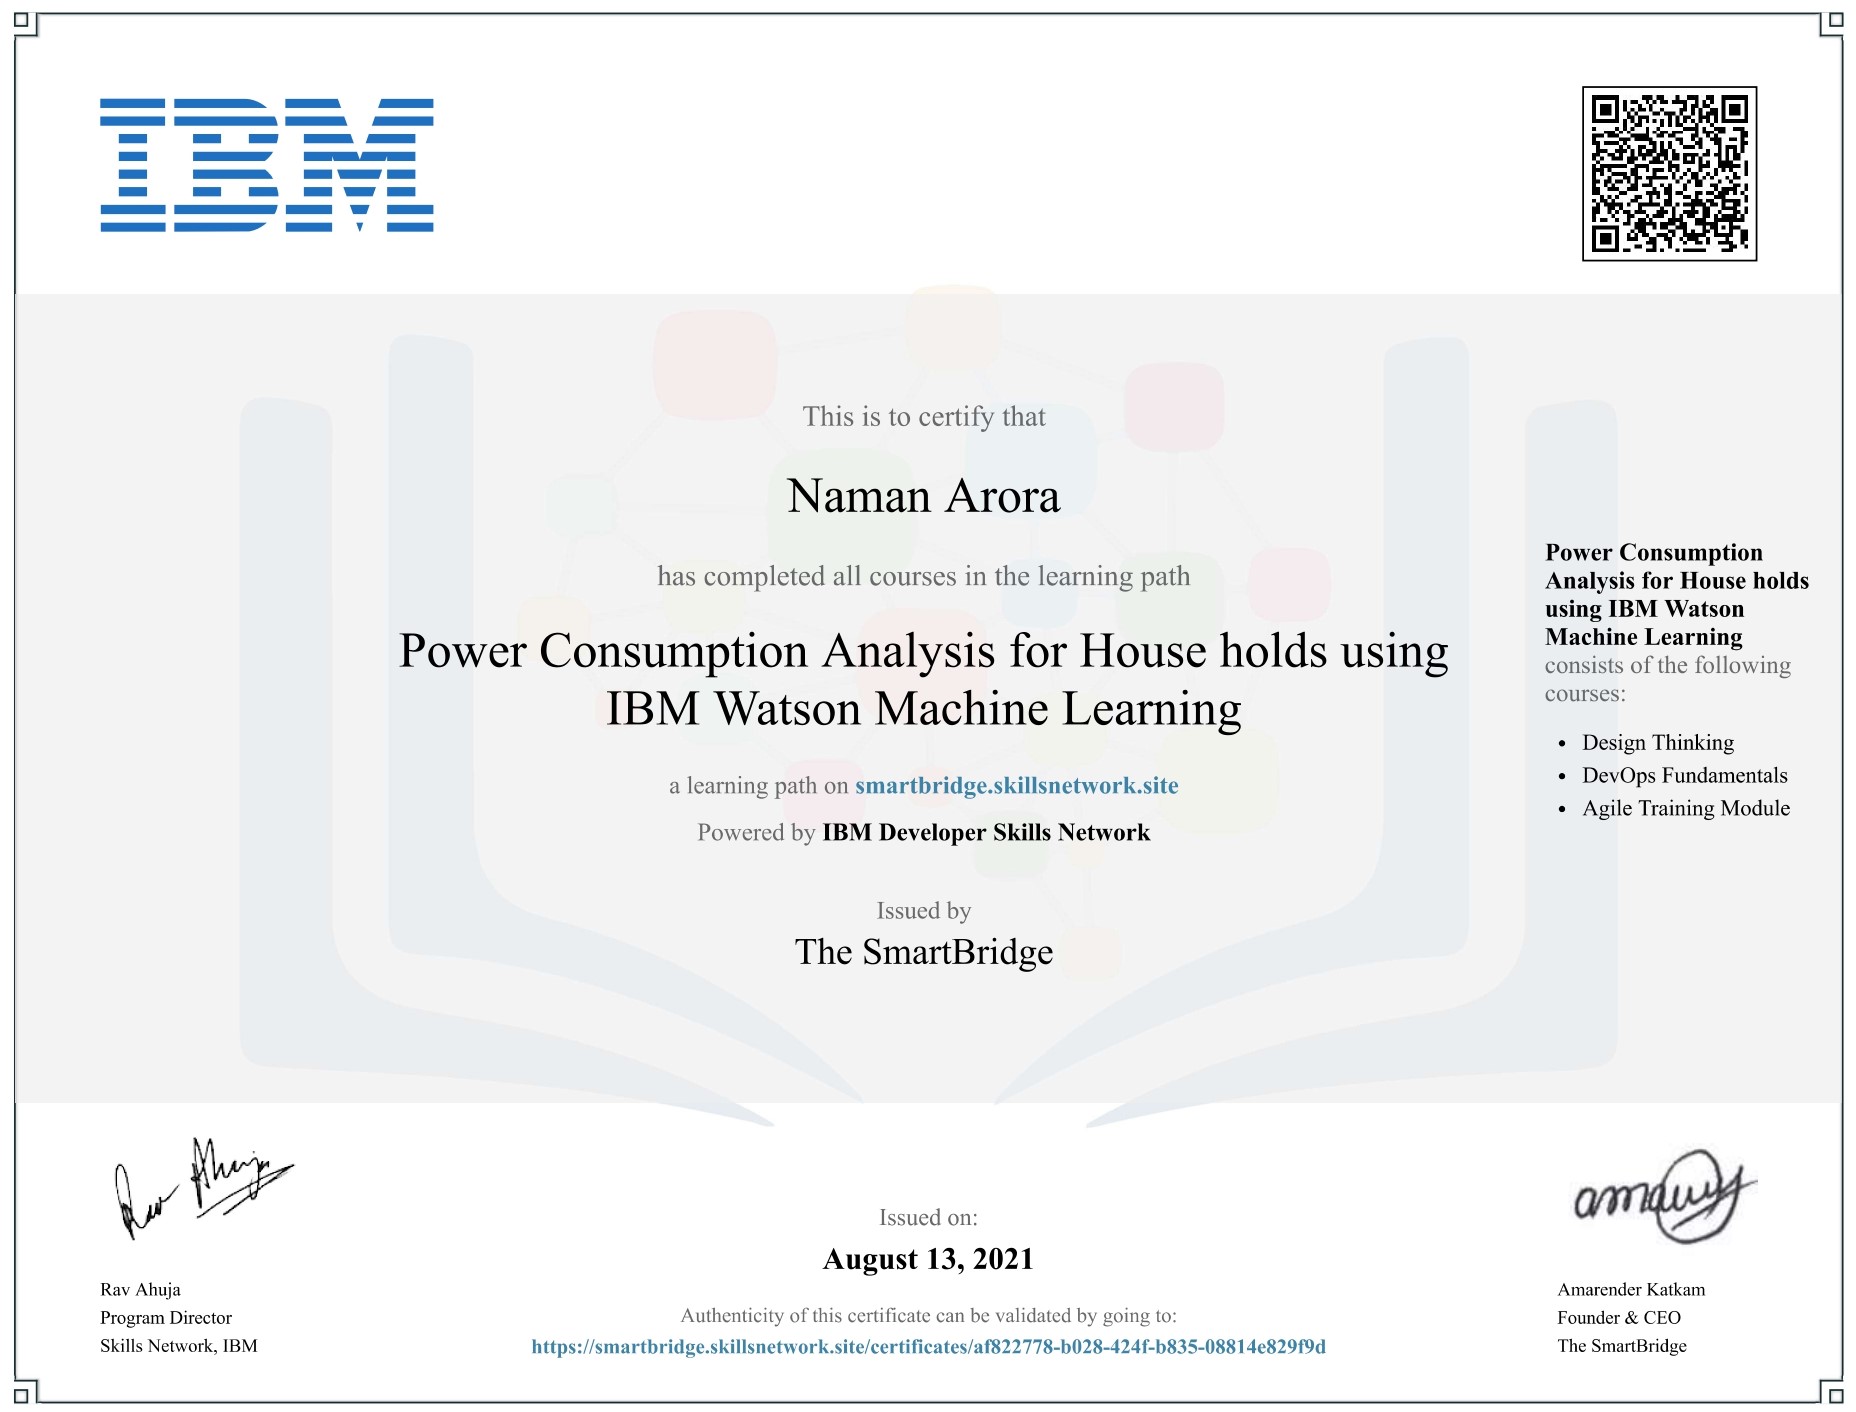 IBM
This is to certify that
Naman Arora
has completed all courses in the learning path
Power Consumption Analysis for House holds using
IBM Watson Machine Learning
a learning path on smartbridge.skillsnetwork.site
Powered by IBM Developer Skills Network
Issued by
The SmartBridge
Power Consumption
Analysis for House holds
using IBM Watson
Machine Learning
consists of the following
courses:
• Design Thinking
• DevOps Fundamentals
• Agile Training Module
Rav Ahuja
Rav Ahuja
Program Director
Skills Network, IBM
Issued on:
August 13, 2021
Authenticity of this certificate can be validated by going to:
https://smartbridge.skillsnetwork.site/certificates/af822778-b028-424f-b835-08814e829f9d
Amarender Katkam
Founder & CEO
The SmartBridge